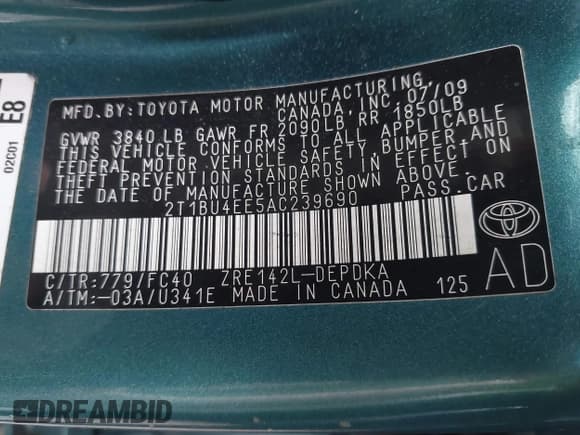 MFD.BY:TOYOTA MOTOR MANUFACTURING,
CANADA, INC. 07/09
GVWR 3840 LB GAWR FR 2090LB RR 1850LB
THIS VEHICLE CONFORMS TO ALL APPLICABLE
FEDERAL MOTOR VEHICLE SAFETY, BUMPER, AND
THEFT PREVENTION STANDARDS IN EFFECT ON
THE DATE OF MANUFACTURE SHOWN ABOVE.
2T1BU4EE5AC239690 PASS.CAR
C/TR:779/FC40 ZRE142L-DEPDKA
A/TM:-03A/U341E MADE IN CANADA 125
AD
E8
02C01
DREAMBID